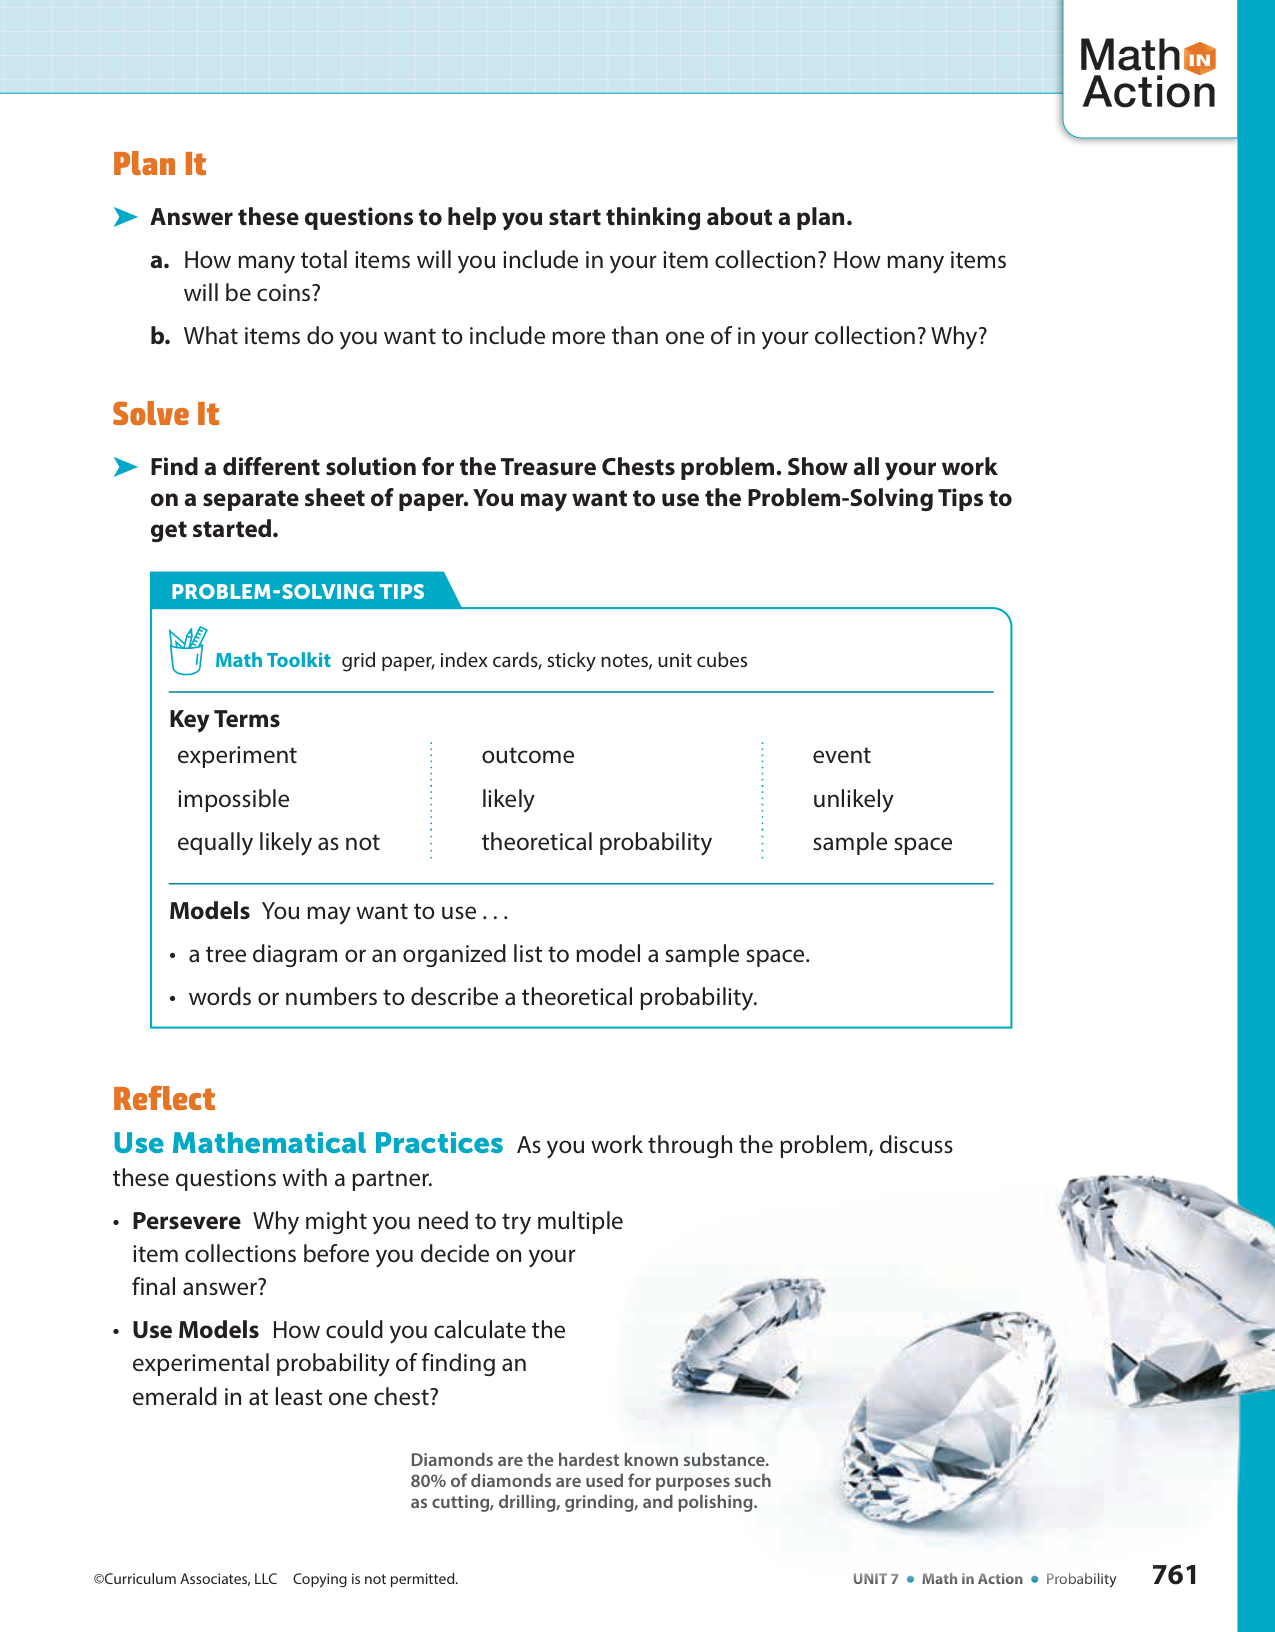 Math IN
Action
Plan It
Answer these questions to help you start thinking about a plan.
a. How many total items will you include in your item collection? How many items
will be coins?
b. What items do you want to include more than one of in your collection? Why?
Solve It
Find a different solution for the Treasure Chests problem. Show all your work
on a separate sheet of paper. You may want to use the Problem-Solving Tips to
get started.
PROBLEM-SOLVING TIPS
Math Toolkit grid paper, index cards, sticky notes, unit cubes
Key Terms
experiment outcome event
impossible likely unlikely
equally likely as not theoretical probability sample space
Models You may want to use . . .
• a tree diagram or an organized list to model a sample space.
• words or numbers to describe a theoretical probability.
Reflect
Use Mathematical Practices As you work through the problem, discuss
these questions with a partner.
• Persevere Why might you need to try multiple
item collections before you decide on your
final answer?
• Use Models How could you calculate the
experimental probability of finding an
emerald in at least one chest?
Diamonds are the hardest known substance.
80% of diamonds are used for purposes such
as cutting, drilling, grinding, and polishing.
©Curriculum Associates, LLC Copying is not permitted. UNIT 7 • Math in Action • Probability 761